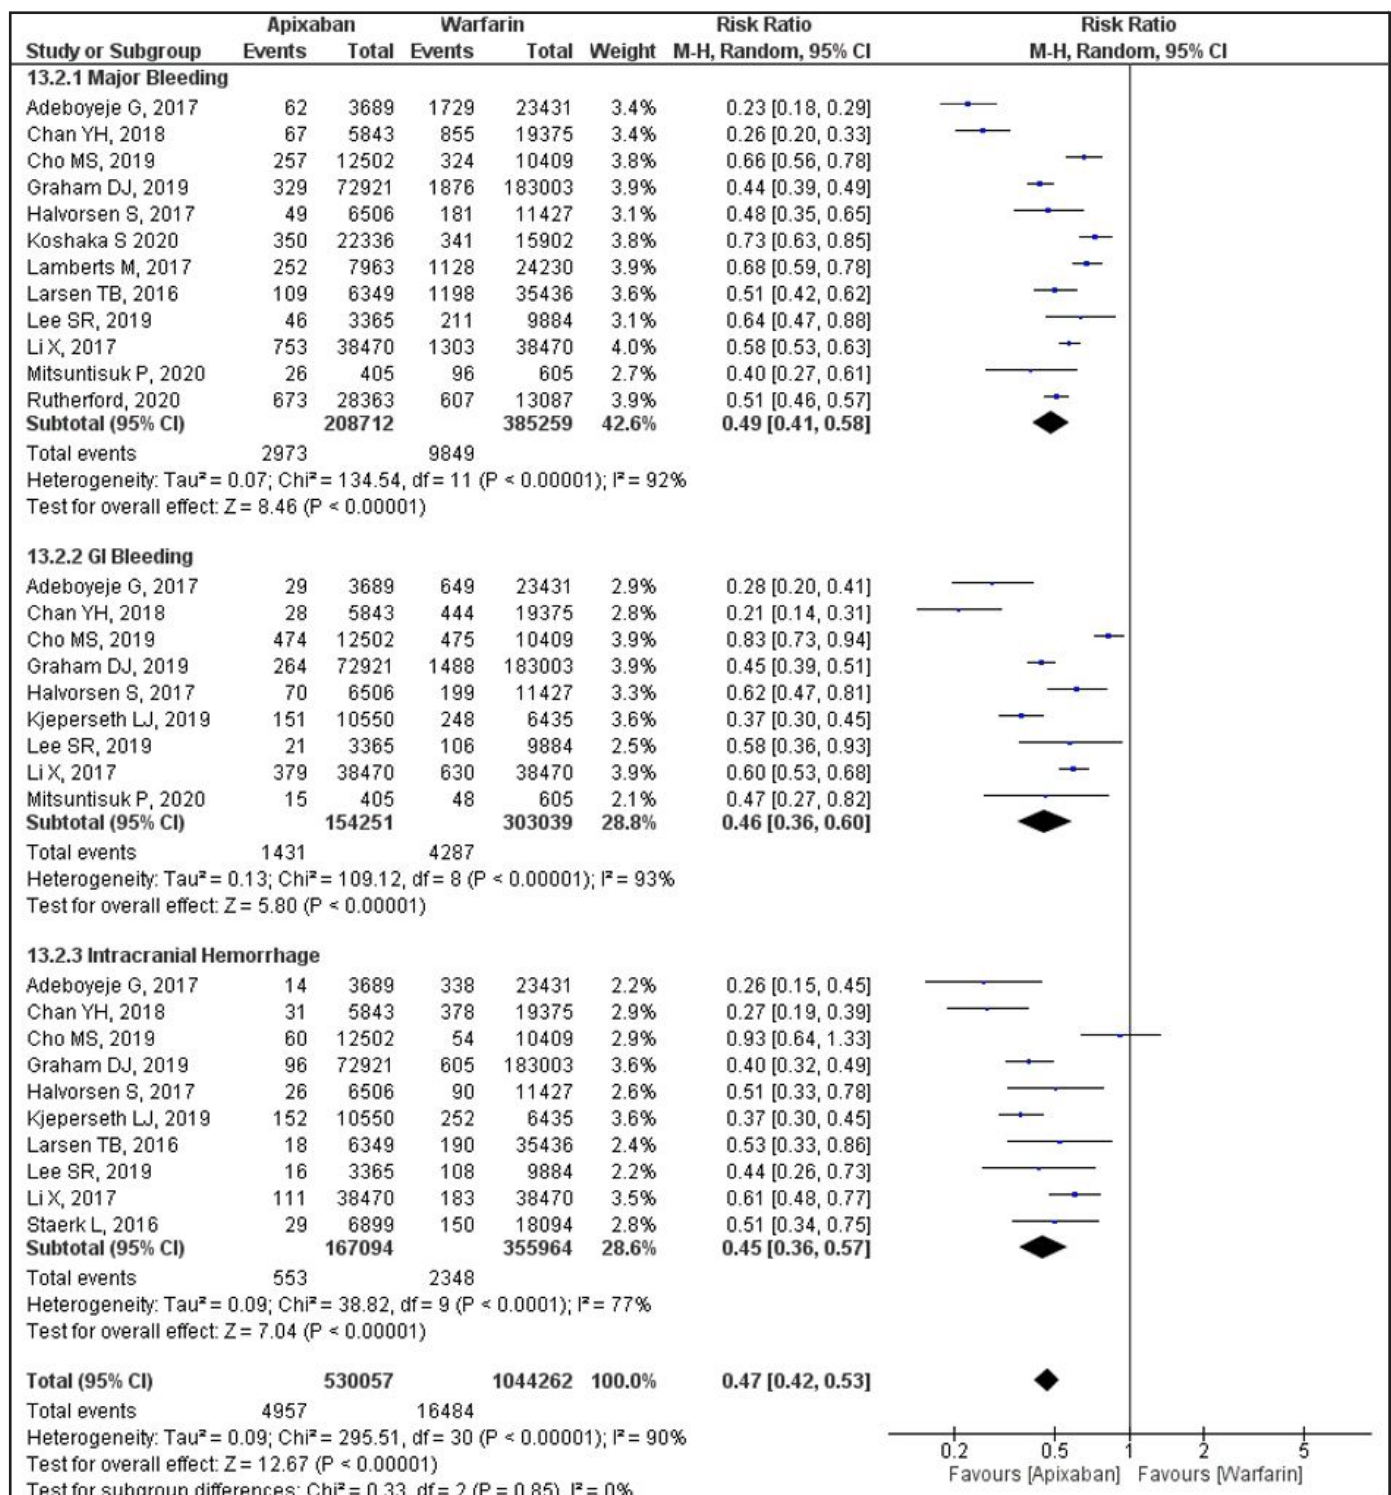 Apixaban Warfarin Risk Ratio Risk Ratio
Study or Subgroup Events Total Events Total Weight M-H, Random, 95% CI M-H, Random, 95% CI
13.2.1 Major Bleeding
Adeboyeje G, 2017 62 3689 1729 23431 3.4% 0.23 [0.18, 0.29]
Chan YH, 2018 67 5843 855 19375 3.4% 0.26 [0.20, 0.33]
Cho MS, 2019 257 12502 324 10409 3.8% 0.66 [0.56, 0.78]
Graham DJ, 2019 329 72921 1876 183003 3.9% 0.44 [0.39, 0.49]
Halvorsen S, 2017 49 6506 181 11427 3.1% 0.48 [0.35, 0.65]
Koshaka S 2020 350 22336 341 15902 3.8% 0.73 [0.63, 0.85]
Lamberts M, 2017 252 7963 1128 24230 3.9% 0.68 [0.59, 0.78]
Larsen TB, 2016 109 6349 1198 35436 3.6% 0.51 [0.42, 0.62]
Lee SR, 2019 46 3365 211 9884 3.1% 0.64 [0.47, 0.88]
Li X, 2017 753 38470 1303 38470 4.0% 0.58 [0.53, 0.63]
Mitsuntisuk P, 2020 26 405 96 605 2.7% 0.40 [0.27, 0.61]
Rutherford, 2020 673 28363 607 13087 3.9% 0.51 [0.46, 0.57]
Subtotal (95% CI) 208712 385259 42.6% 0.49 [0.41, 0.58]
Total events 2973 9849
Heterogeneity: Tau² = 0.07; Chi² = 134.54, df = 11 (P < 0.00001); I² = 92%
Test for overall effect: Z = 8.46 (P < 0.00001)
13.2.2 GI Bleeding
Adeboyeje G, 2017 29 3689 649 23431 2.9% 0.28 [0.20, 0.41]
Chan YH, 2018 28 5843 444 19375 2.8% 0.21 [0.14, 0.31]
Cho MS, 2019 474 12502 475 10409 3.9% 0.83 [0.73, 0.94]
Graham DJ, 2019 264 72921 1488 183003 3.9% 0.45 [0.39, 0.51]
Halvorsen S, 2017 70 6506 199 11427 3.3% 0.62 [0.47, 0.81]
Kjeperseth LJ, 2019 151 10550 248 6435 3.6% 0.37 [0.30, 0.45]
Lee SR, 2019 21 3365 106 9884 2.5% 0.58 [0.36, 0.93]
Li X, 2017 379 38470 630 38470 3.9% 0.60 [0.53, 0.68]
Mitsuntisuk P, 2020 15 405 48 605 2.1% 0.47 [0.27, 0.82]
Subtotal (95% CI) 154251 303039 28.8% 0.46 [0.36, 0.60]
Total events 1431 4287
Heterogeneity: Tau² = 0.13; Chi² = 109.12, df = 8 (P < 0.00001); I² = 93%
Test for overall effect: Z = 5.80 (P < 0.00001)
13.2.3 Intracranial Hemorrhage
Adeboyeje G, 2017 14 3689 338 23431 2.2% 0.26 [0.15, 0.45]
Chan YH, 2018 31 5843 378 19375 2.9% 0.27 [0.19, 0.39]
Cho MS, 2019 60 12502 54 10409 2.9% 0.93 [0.64, 1.33]
Graham DJ, 2019 96 72921 605 183003 3.6% 0.40 [0.32, 0.49]
Halvorsen S, 2017 26 6506 90 11427 2.6% 0.51 [0.33, 0.78]
Kjeperseth LJ, 2019 152 10550 252 6435 3.6% 0.37 [0.30, 0.45]
Larsen TB, 2016 18 6349 190 35436 2.4% 0.53 [0.33, 0.86]
Lee SR, 2019 16 3365 108 9884 2.2% 0.44 [0.26, 0.73]
Li X, 2017 111 38470 183 38470 3.5% 0.61 [0.48, 0.77]
Staerk L, 2016 29 6899 150 18094 2.8% 0.51 [0.34, 0.75]
Subtotal (95% CI) 167094 355964 28.6% 0.45 [0.36, 0.57]
Total events 553 2348
Heterogeneity: Tau² = 0.09; Chi² = 38.82, df = 9 (P < 0.0001); I² = 77%
Test for overall effect: Z = 7.04 (P < 0.00001)
Total (95% CI) 530057 1044262 100.0% 0.47 [0.42, 0.53]
Total events 4957 16484
Heterogeneity: Tau² = 0.09; Chi² = 295.51, df = 30 (P < 0.00001); I² = 90%
Test for overall effect: Z = 12.67 (P < 0.00001)
Test for subgroup differences: Chi² = 0.33, df = 2 (P = 0.85), I² = 0%
0.2 0.5 1 2 5
Favours [Apixaban] Favours [Warfarin]